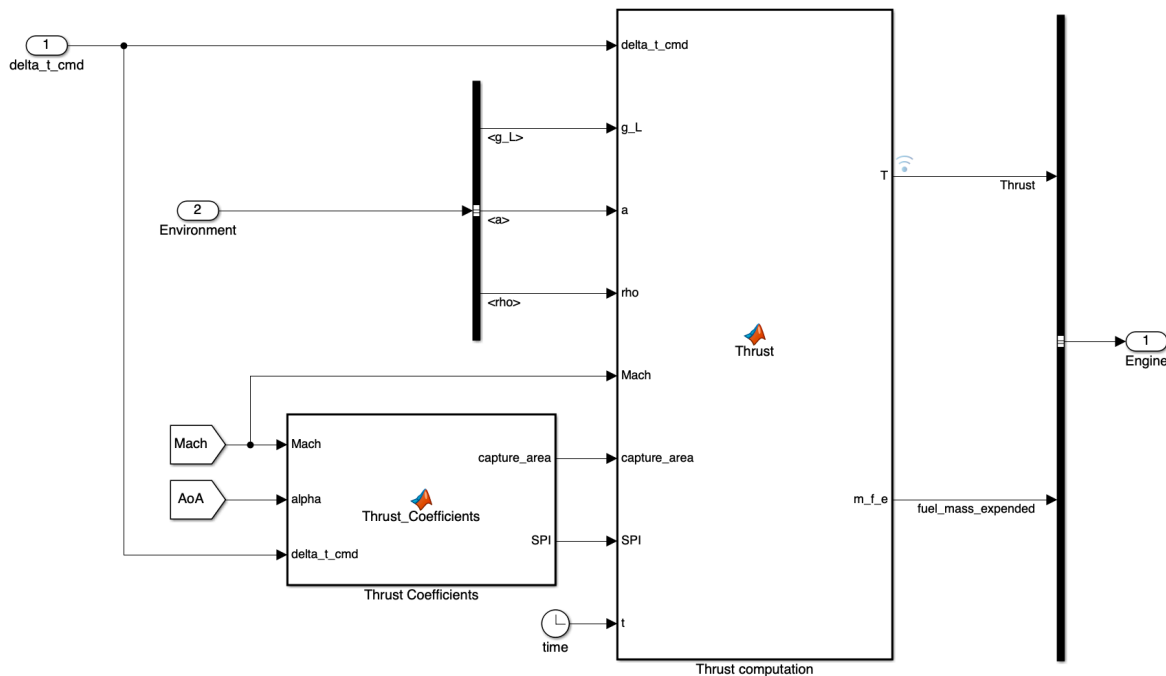 1
delta_t_cmd
delta_t_cmd
<g_L>
g_L
T
Thrust
2
Environment
<a>
a
<rho>
rho
Thrust
1
Engine
Mach
Mach
Mach
capture_area
capture_area
AoA
alpha
Thrust_Coefficients
m_f_e
fuel_mass_expended
SPI
SPI
delta_t_cmd
Thrust Coefficients
time
t
Thrust computation